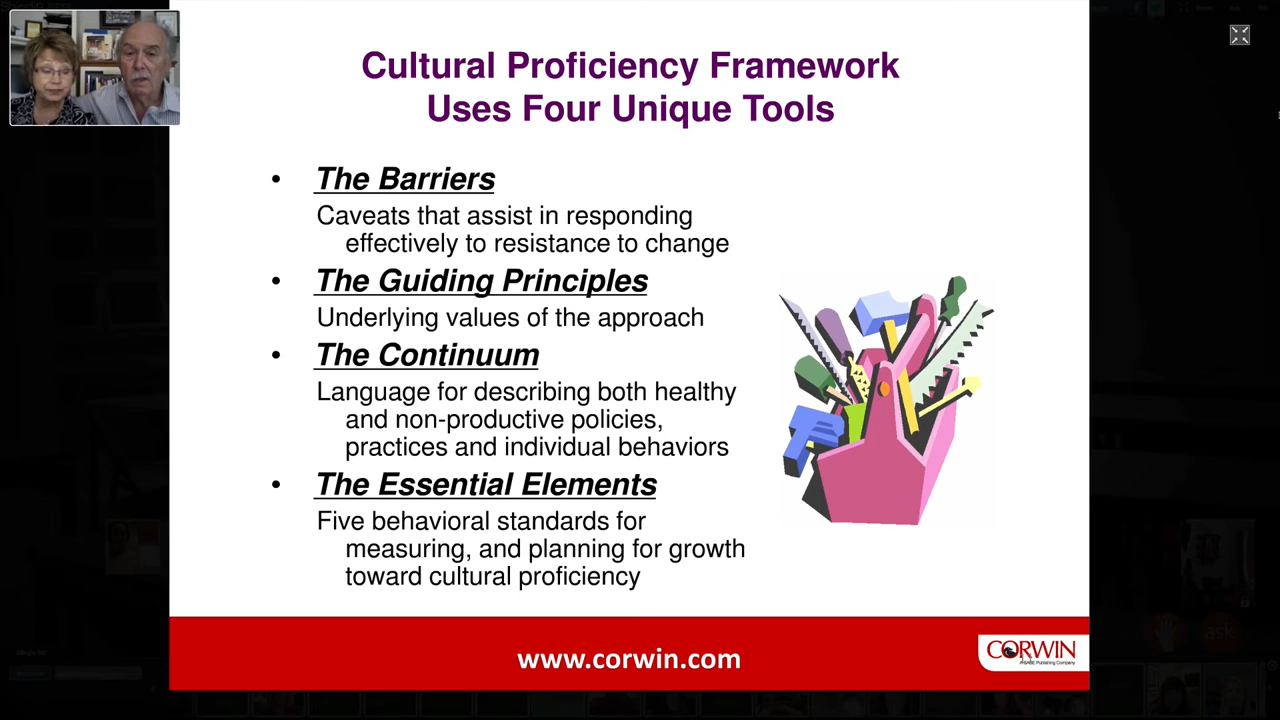 Cultural Proficiency Framework
Uses Four Unique Tools
• The Barriers
Caveats that assist in responding
effectively to resistance to change
• The Guiding Principles
Underlying values of the approach
• The Continuum
Language for describing both healthy
and non-productive policies,
practices and individual behaviors
• The Essential Elements
Five behavioral standards for
measuring, and planning for growth
toward cultural proficiency
www.corwin.com
CORWIN
A SAGE Publishing Company
ask